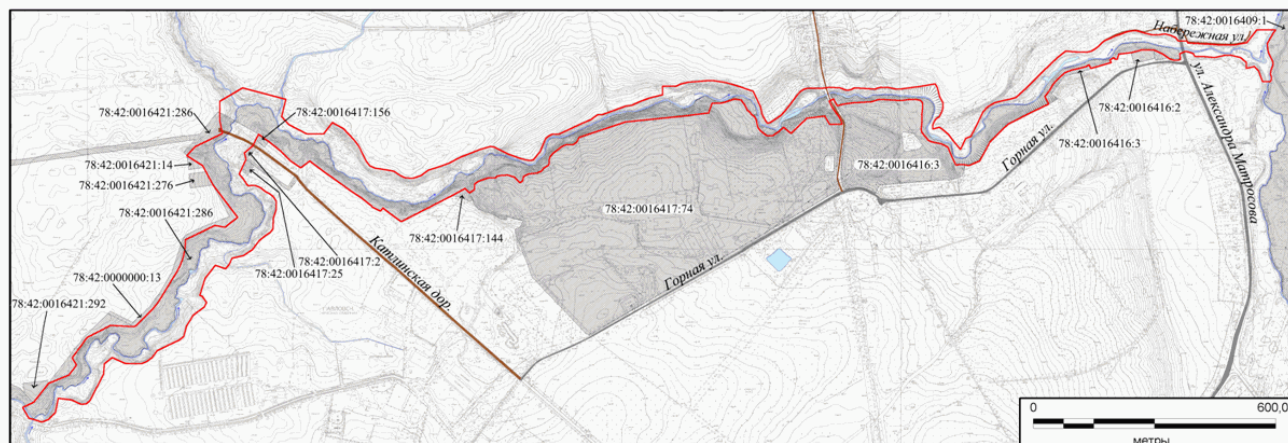 78:42:0016409:1
Набережная ул.
ул. Александра Матросова
78:42:0016416:2
78:42:0016416:3
Горная ул.
78:42:0016416:3
78:42:0016421:286
78:42:0016417:156
78:42:0016421:14
78:42:0016421:276
78:42:0016417:74
78:42:0016421:286
78:42:0016417:144
78:42:0016417:2
78:42:0016417:25
Катлинская дор.
Горная ул.
78:42:0000000:13
78:42:0016421:292
0 600,0
метры